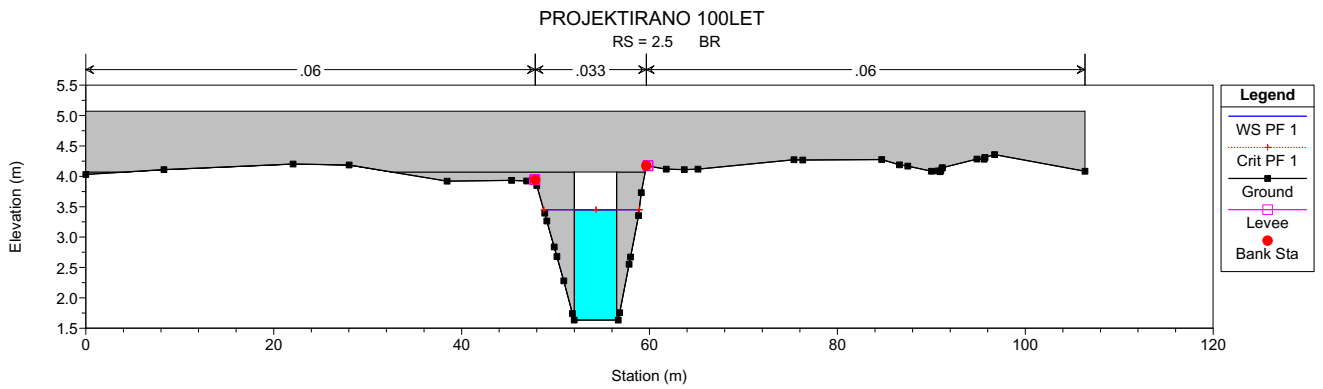 PROJEKTIRANO 100LET
RS = 2.5 BR
.06 .033 .06
5.5
5.0
4.5
4.0
3.5
3.0
2.5
2.0
1.5
Elevation (m)
0 20 40 60 80 100 120
Station (m)
Legend
WS PF 1
Crit PF 1
Ground
Levee
Bank Sta